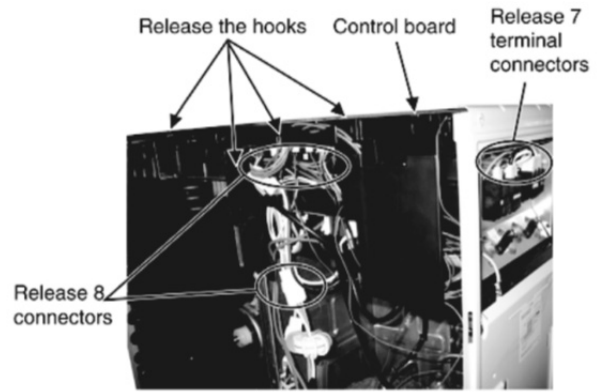 Release the hooks
Control board
Release 7
terminal
connectors
Release 8
connectors